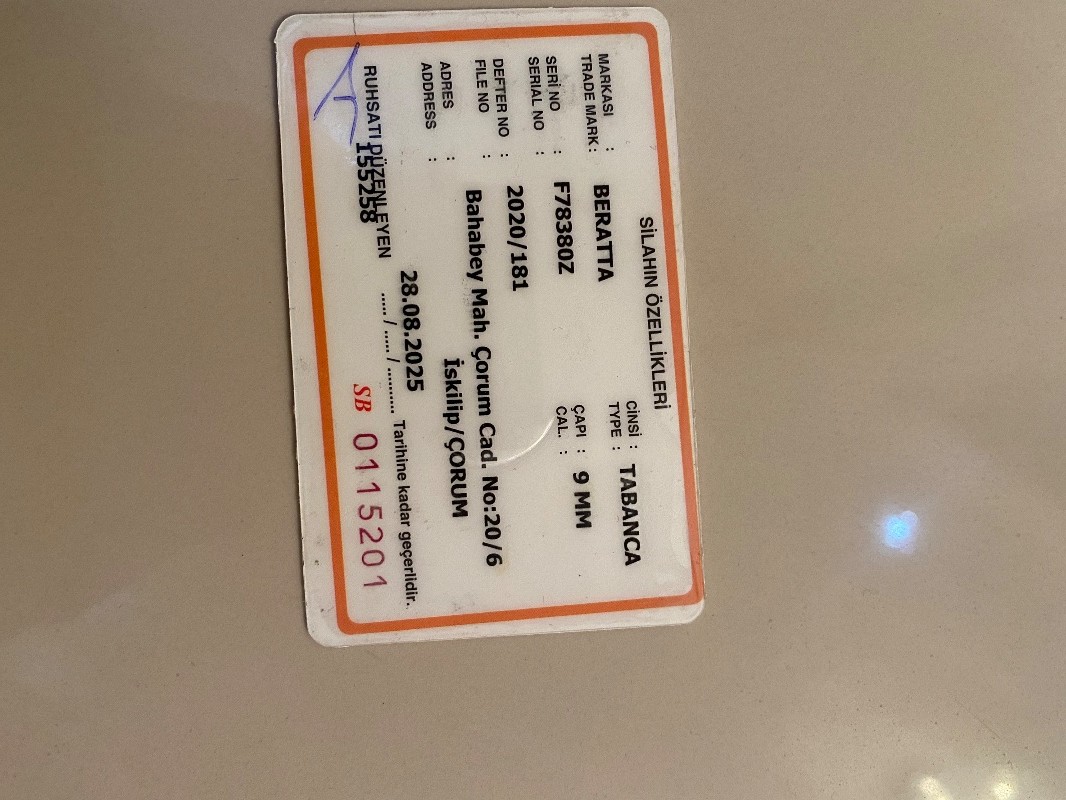 SİLAHIN ÖZELLİKLERİ
MARKASI : BERATTA CİNSİ : TABANCA
TRADE MARK : TYPE :
SERİ NO : F78380Z ÇAPI : 9 MM
SERIAL NO : CAL. :
DEFTER NO : 2020/181
FILE NO :
ADRES : Bahabey Mah. Çorum Cad. No:20/6
ADDRESS : İskilip/ÇORUM
28.08.2025
..... / ..... / ......... Tarihine kadar geçerlidir.
RUHSATI DÜZENLEYEN
155258
SB 0115201